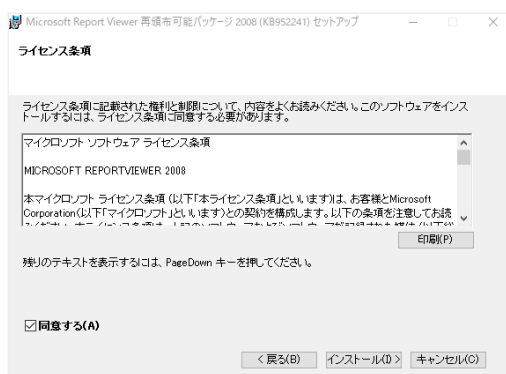 Microsoft Report Viewer 再頒布可能パッケージ 2008 (KB952241) セットアップ
ライセンス条項
ライセンス条項に記載された権利と制限について、内容をよくお読みください。このソフトウェアをインス
トールするには、ライセンス条項に同意する必要があります。
マイクロソフト ソフトウェア ライセンス条項
MICROSOFT REPORTVIEWER 2008
本マイクロソフト ライセンス条項 (以下「本ライセンス条項」といいます)は、お客様とMicrosoft
Corporation(以下「マイクロソフト」といいます)との契約を構成します。以下の条項を注意してお読
印刷(P)
残りのテキストを表示するには、PageDown キーを押してください。
同意する(A)
< 戻る(B)
インストール(I) >
キャンセル(C)